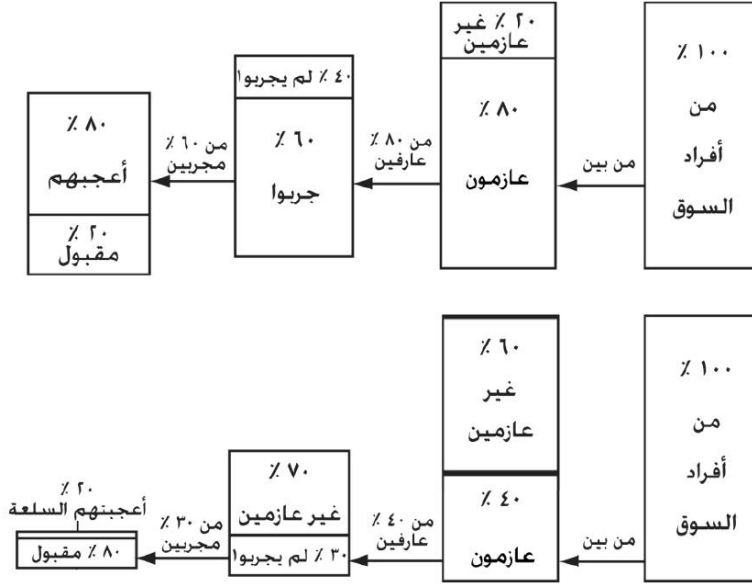 ٪ ١٠٠
من
أفراد
السوق
من بين
٢٠ ٪ غير
عازمين
٪ ٨٠
عازمون
من ٨٠ ٪
عارفين
٤٠ ٪ لم يجربوا
٪ ٦٠
جربوا
من ٦٠ ٪
مجربين
٪ ٨٠
أعجبهم
٪ ٢٠
مقبول
٪ ١٠٠
من
أفراد
السوق
من بين
٪ ٦٠
غير
عازمين
٪ ٤٠
عازمون
من ٤٠ ٪
عارفين
٪ ٧٠
غير عازمين
٣٠ ٪ لم يجربوا
من ٣٠ ٪
مجربين
٪ ٢٠
أعجبتهم السلعة
٨٠ ٪ مقبول